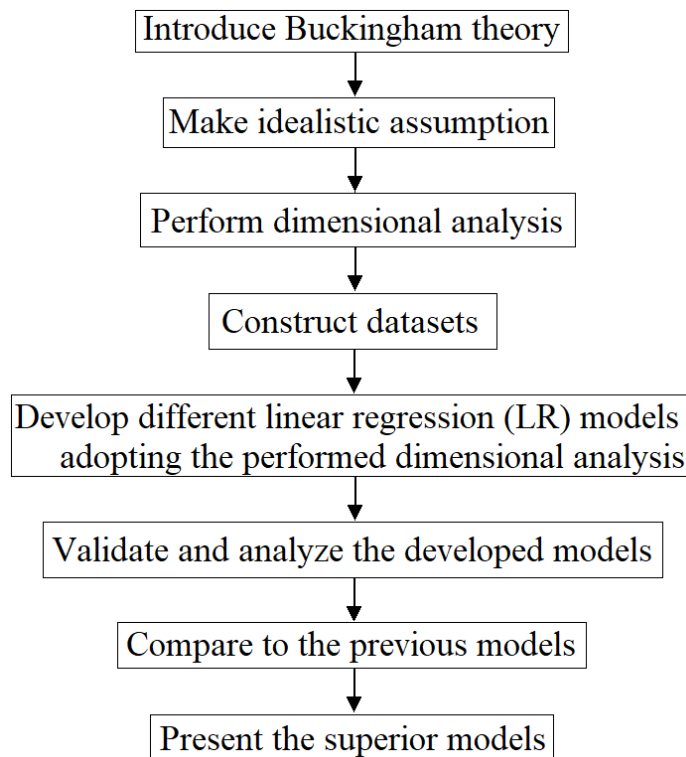 Introduce Buckingham theory
Make idealistic assumption
Perform dimensional analysis
Construct datasets
Develop different linear regression (LR) models
adopting the performed dimensional analysis
Validate and analyze the developed models
Compare to the previous models
Present the superior models